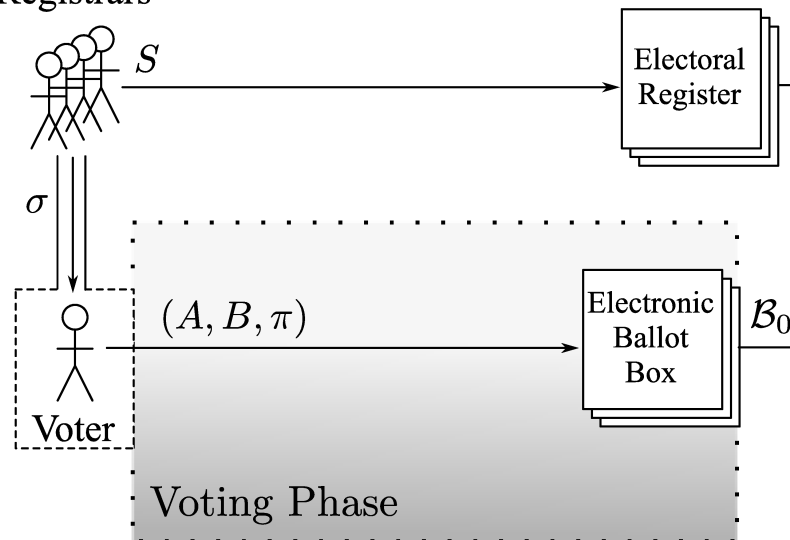 Registrars
S
Electoral
Register
σ
(A, B, π)
Electronic
Ballot
Box
ℬ₀
Voter
Voting Phase